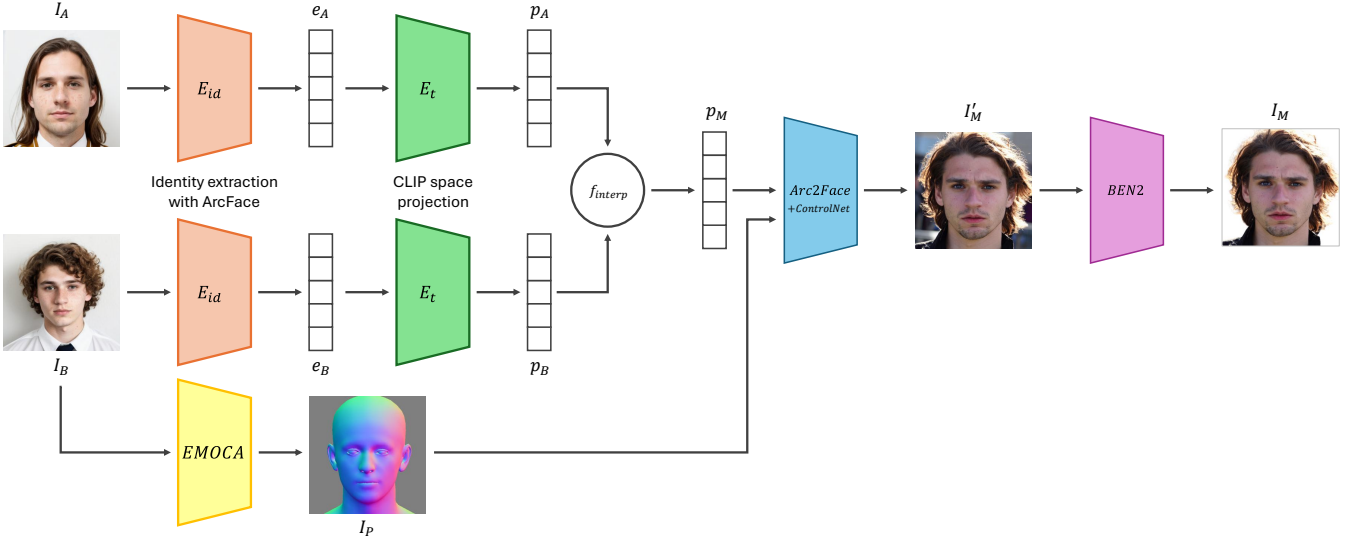 I_A
e_A
p_A
E_id
E_t
Identity extraction
with ArcFace
CLIP space
projection
f_interp
p_M
Arc2Face
+ControlNet
I'_M
BEN2
I_M
E_id
E_t
I_B
e_B
p_B
EMOCA
I_P